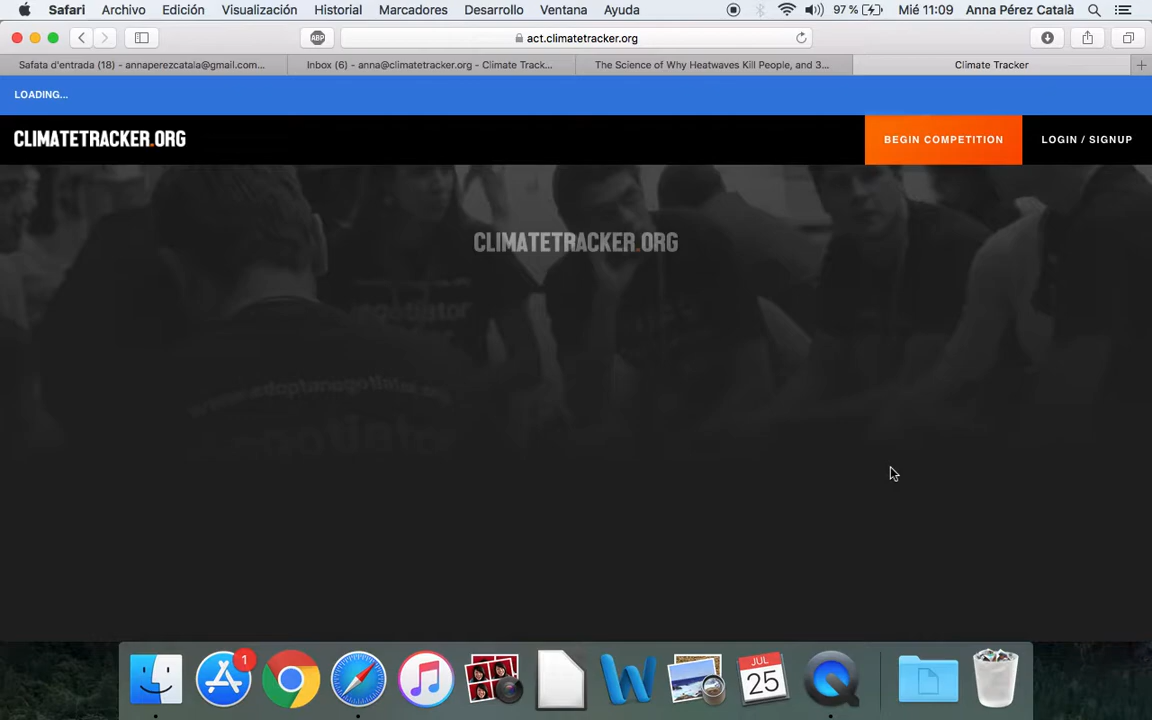 Safari Archivo Edición Visualización Historial Marcadores Desarrollo Ventana Ayuda 97 % Mié 11:09 Anna Pérez Català
ABP act.climatetracker.org
Safata d'entrada (18) - annaperezcatala@gmail.com... Inbox (6) - anna@climatetracker.org - Climate Track... The Science of Why Heatwaves Kill People, and 3... Climate Tracker
LOADING...
CLIMATETRACKER.ORG BEGIN COMPETITION LOGIN / SIGNUP
CLIMATETRACKER.ORG
1
JUL
25